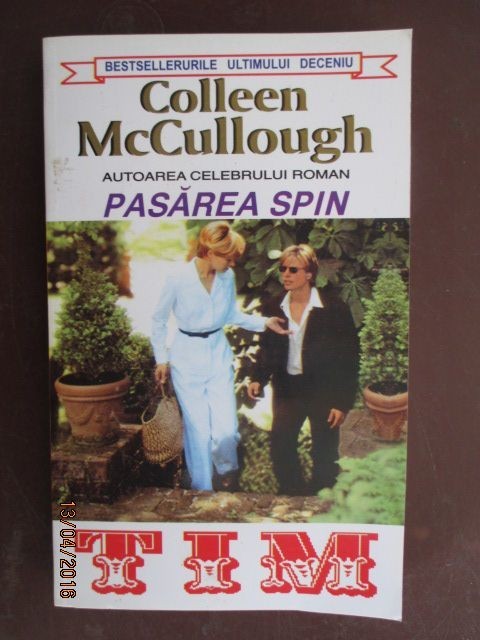 BESTSELLERURILE ULTIMULUI DECENIU
Colleen
McCullough
AUTOAREA CELEBRULUI ROMAN
PASĂREA SPIN
TIM
13/04/2016